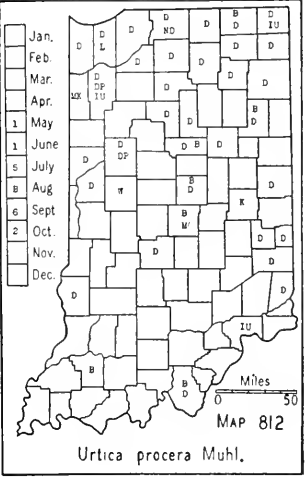 Jan.
Feb.
Mar.
Apr.
1 May
1 June
5 July
8 Aug
6 Sept
2 Oct.
Nov.
Dec.
D D D D B D
L ND D IU
D D D D D
MK DP D D
IU B
D D D
D D B
D DP
D W B
D
K
B
D D D
D D
IU
B B
D
Miles
0 50
MAP 812
Urtica procera Muhl.